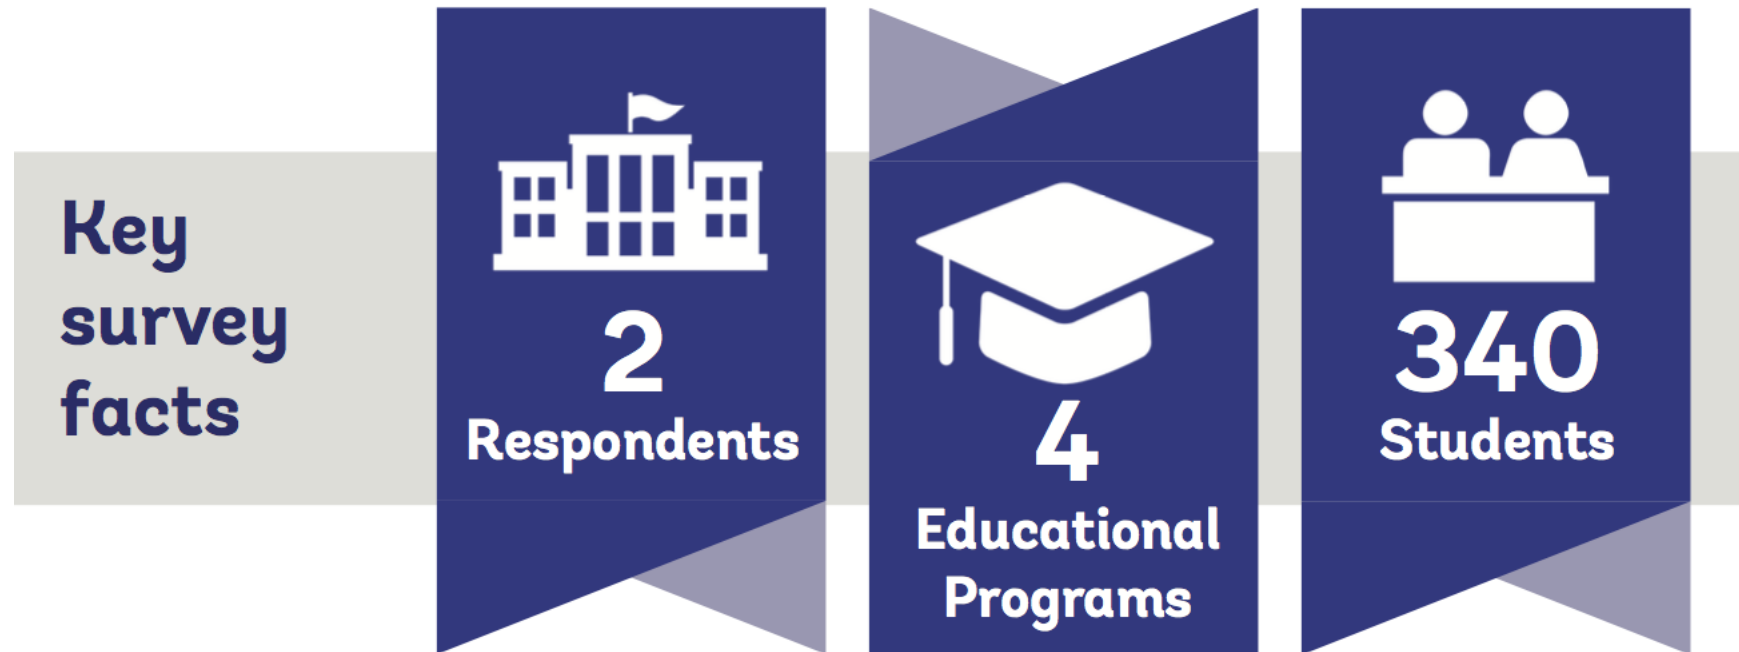 Key
survey
facts
2
Respondents
4
Educational
Programs
340
Students